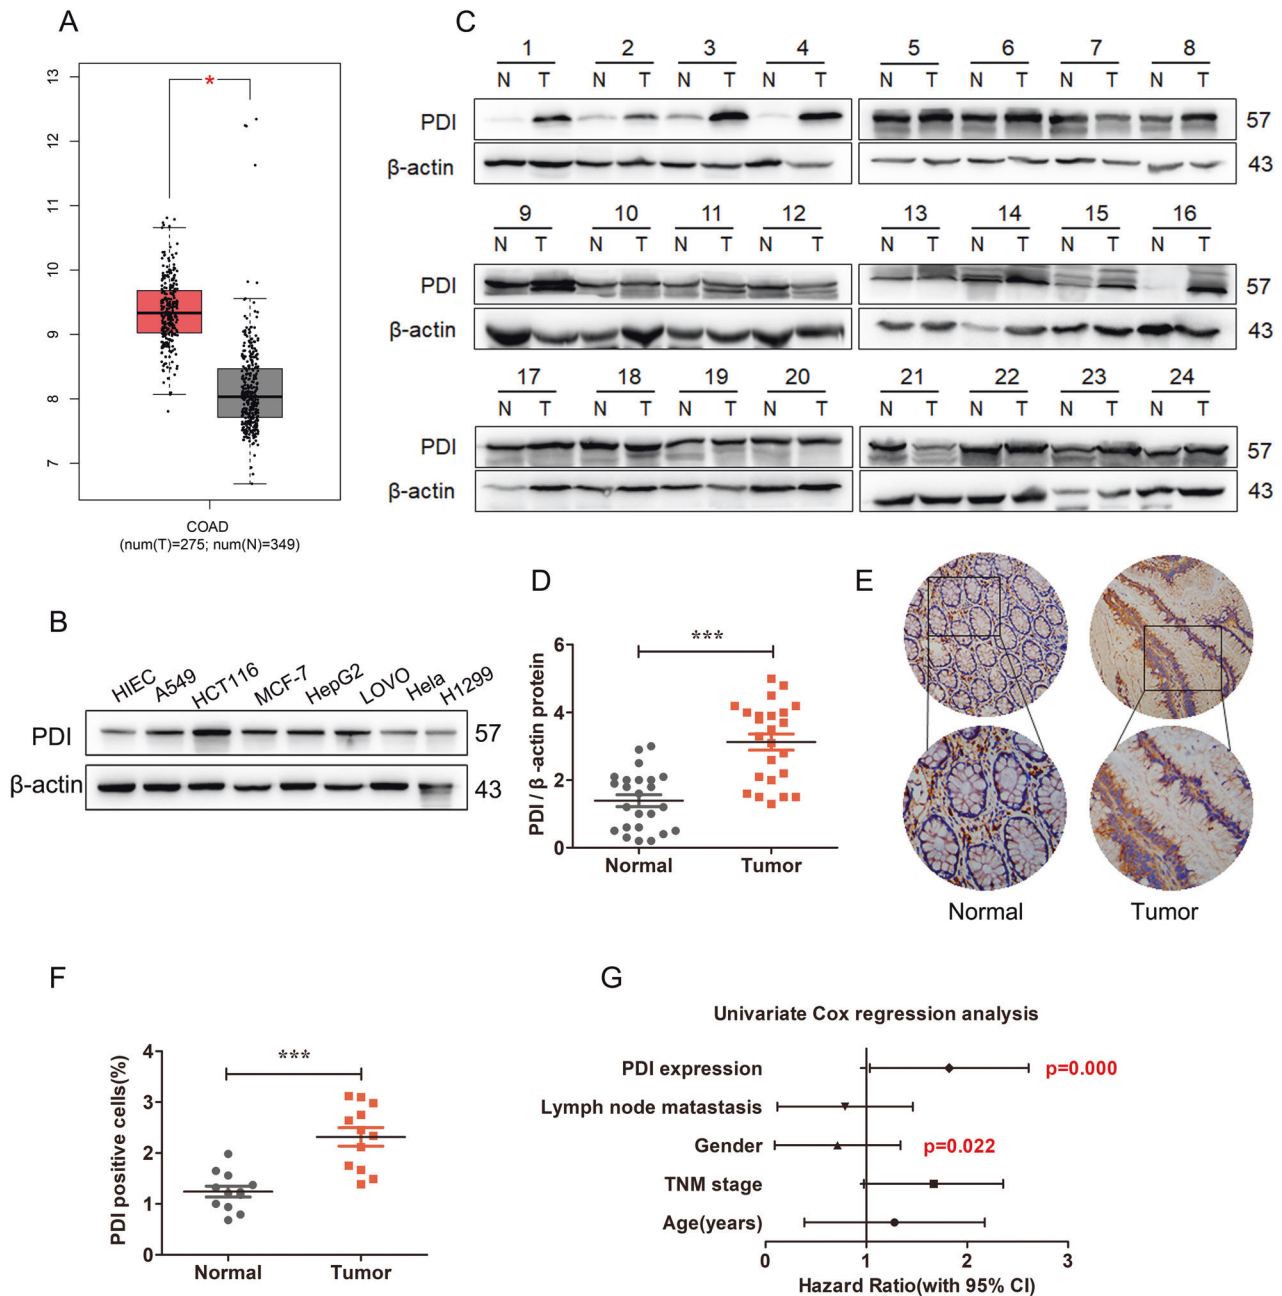 A
13
12
11
10
9
8
7
*
COAD
(num(T)=275; num(N)=349)
B
HIEC A549 HCT116 MCF-7 HepG2 LOVO Hela H1299
PDI 57
β-actin 43
C
1 2 3 4 5 6 7 8
N T N T N T N T N T N T N T N T
PDI 57
β-actin 43
9 10 11 12 13 14 15 16
N T N T N T N T N T N T N T N T
PDI 57
β-actin 43
17 18 19 20 21 22 23 24
N T N T N T N T N T N T N T N T
PDI 57
β-actin 43
D
PDI / β -actin protein
6
4
2
0
***
Normal Tumor
E
Normal Tumor
F
PDI positive cells(%)
4
3
2
1
0
***
Normal Tumor
G
Univariate Cox regression analysis
PDI expression p=0.000
Lymph node matastasis
Gender p=0.022
TNM stage
Age(years)
0 1 2 3
Hazard Ratio(with 95% CI)